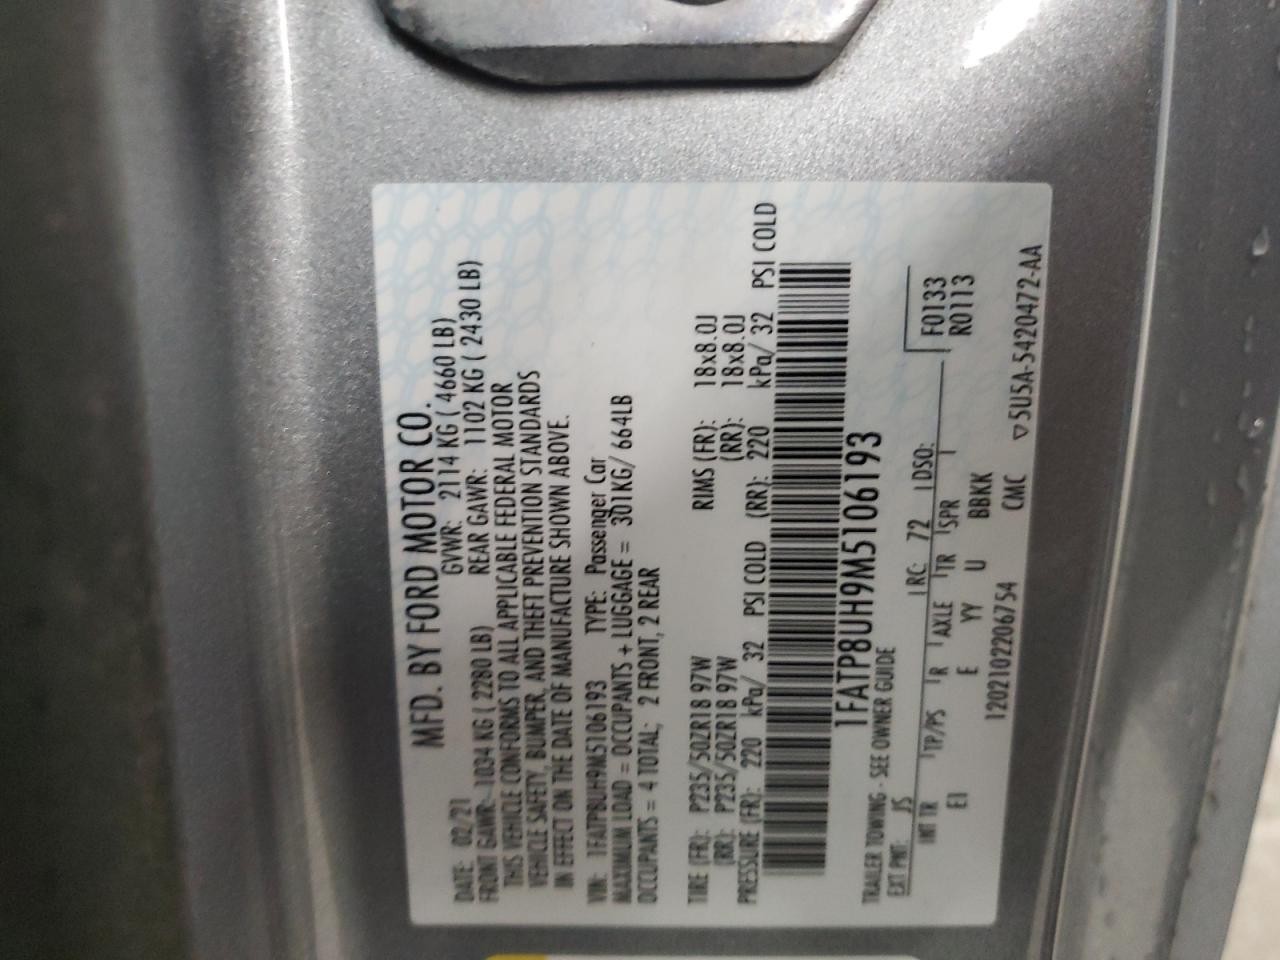 MFD. BY FORD MOTOR CO.
DATE: 02/21 GVWR: 2114 KG ( 4660 LB)
FRONT GAWR: 1034 KG ( 2280 LB) REAR GAWR: 1102 KG ( 2430 LB)
THIS VEHICLE CONFORMS TO ALL APPLICABLE FEDERAL MOTOR
VEHICLE SAFETY, BUMPER, AND THEFT PREVENTION STANDARDS
IN EFFECT ON THE DATE OF MANUFACTURE SHOWN ABOVE.
VIN: 1FATP8UH9M5106193 TYPE: Passenger Car
MAXIMUM LOAD = OCCUPANTS + LUGGAGE = 301KG/ 664LB
OCCUPANTS = 4 TOTAL; 2 FRONT, 2 REAR
TIRE (FR): P235/50ZR18 97W RIMS (FR): 18x8.0J
(RR): P235/50ZR18 97W (RR): 18x8.0J
PRESSURE (FR): 220 kPa/ 32 PSI COLD (RR): 220 kPa/ 32 PSI COLD
1FATP8UH9M5106193
TRAILER TOWING - SEE OWNER GUIDE
EXT PNT: JS RC: 72 DSO:
INT TR TP/PS R AXLE TR SPR F0133
E1 E YY U BBKK R0113
12021022206754 CMC
▽5U5A-5420472-AA